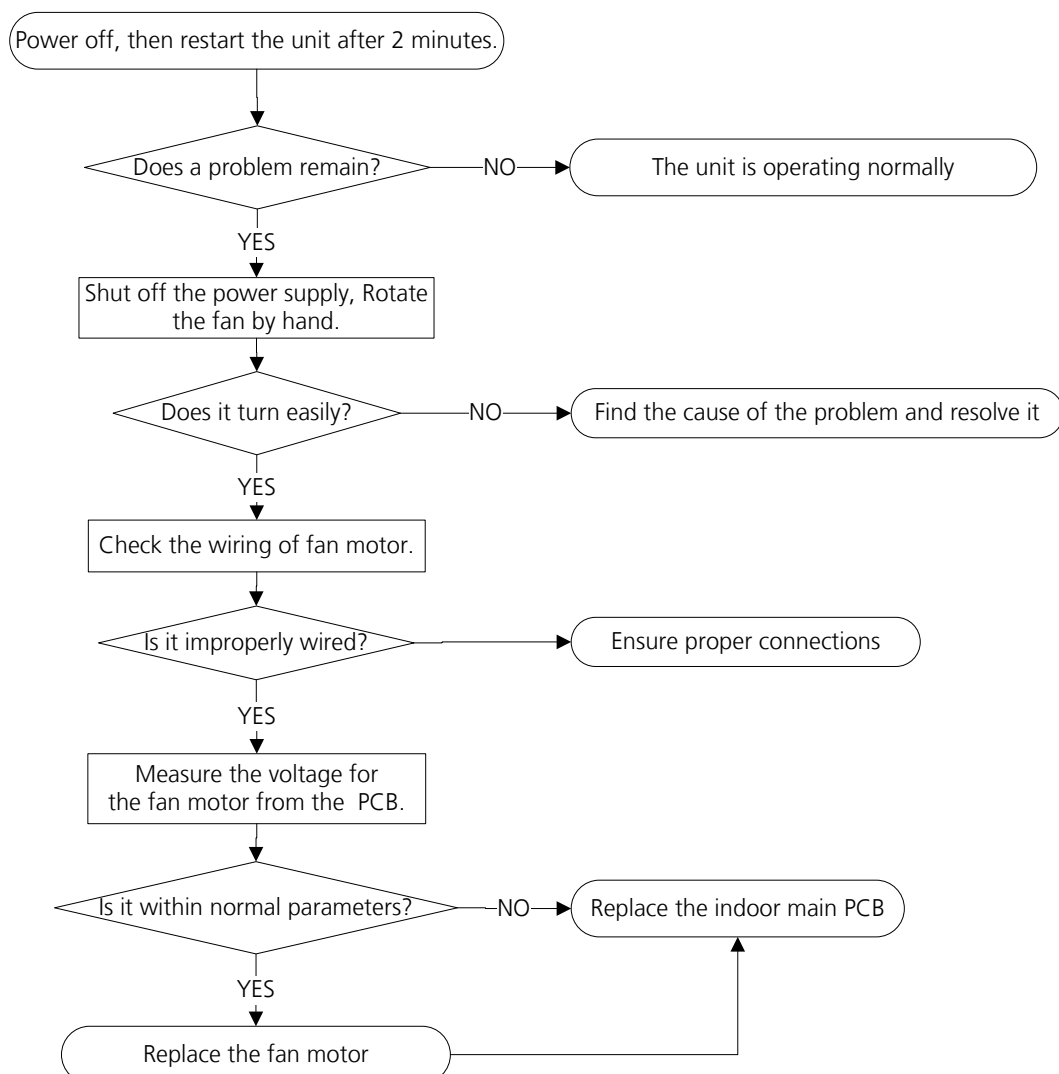 Power off, then restart the unit after 2 minutes.
Does a problem remain?
NO
The unit is operating normally
YES
Shut off the power supply, Rotate
the fan by hand.
Does it turn easily?
NO
Find the cause of the problem and resolve it
YES
Check the wiring of fan motor.
Is it improperly wired?
Ensure proper connections
YES
Measure the voltage for
the fan motor from the PCB.
Is it within normal parameters?
NO
Replace the indoor main PCB
YES
Replace the fan motor